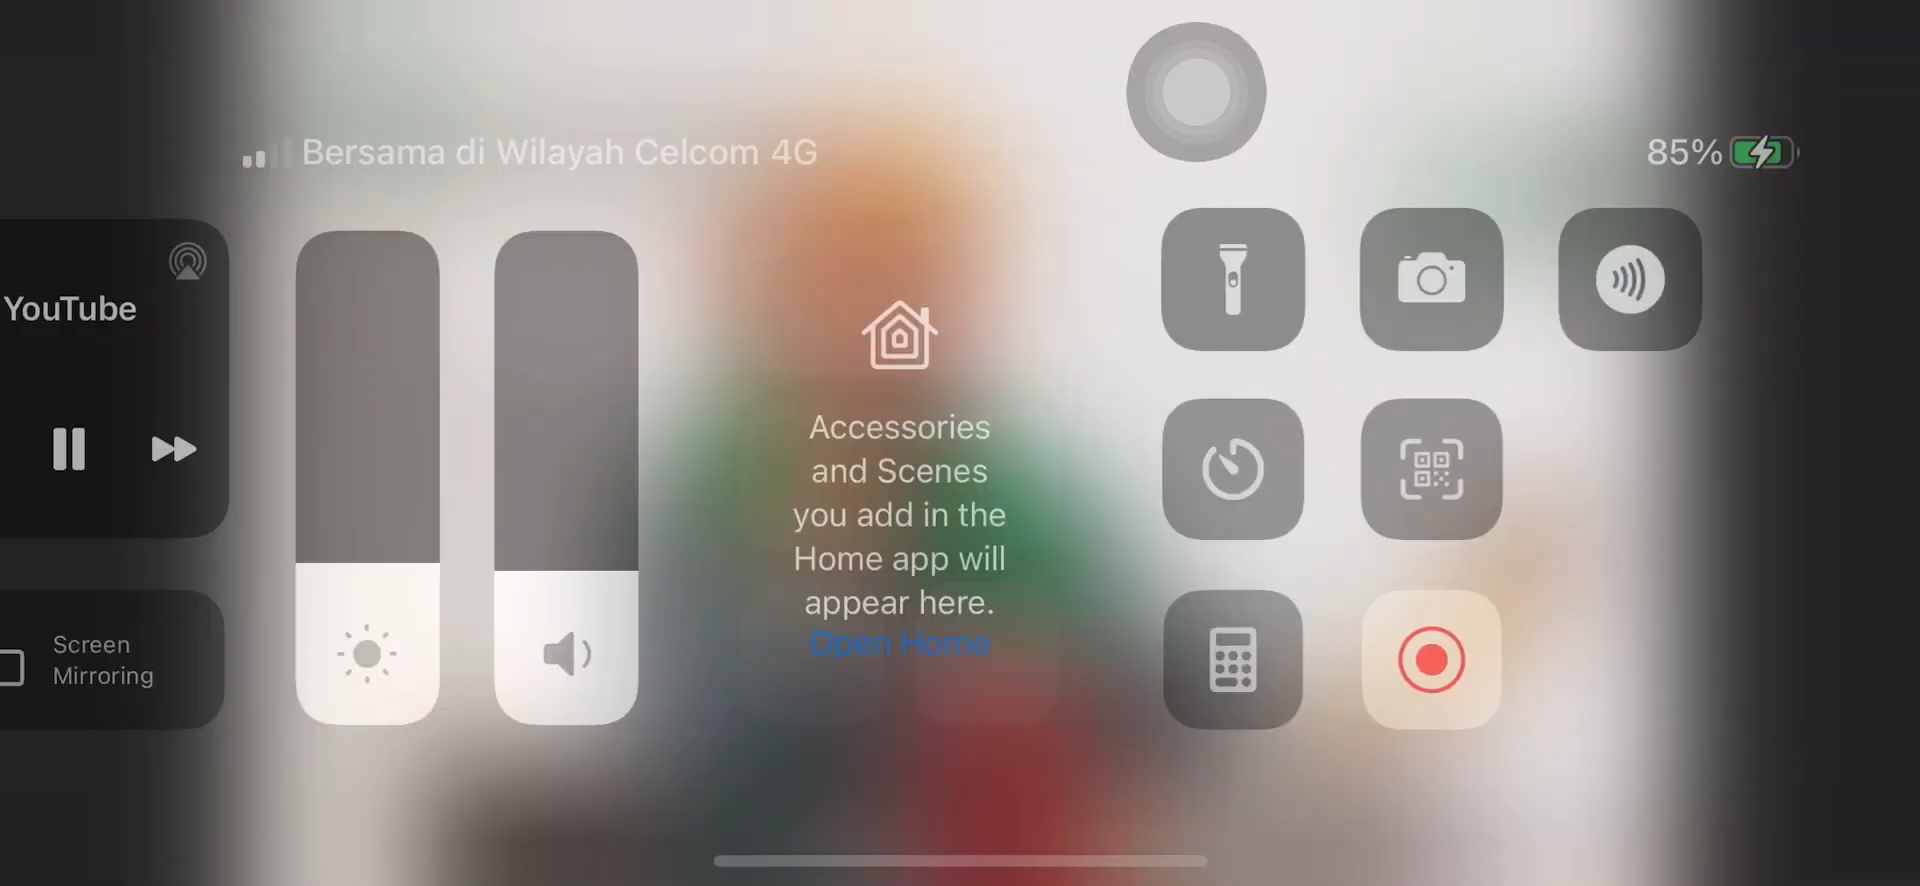 Bersama di Wilayah Celcom 4G
85%
YouTube
Accessories
and Scenes
you add in the
Home app will
appear here.
Open Home
Screen
Mirroring